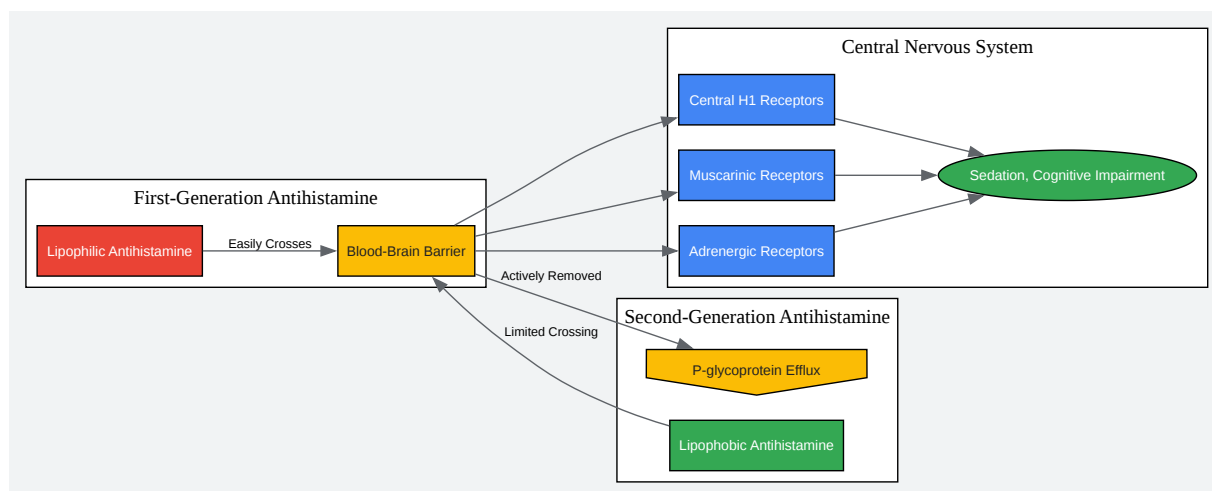 Central Nervous System
Central H1 Receptors
Muscarinic Receptors
Sedation, Cognitive Impairment
First-Generation Antihistamine
Lipophilic Antihistamine
Easily Crosses
Blood-Brain Barrier
Adrenergic Receptors
Actively Removed
Second-Generation Antihistamine
Limited Crossing
P-glycoprotein Efflux
Lipophobic Antihistamine